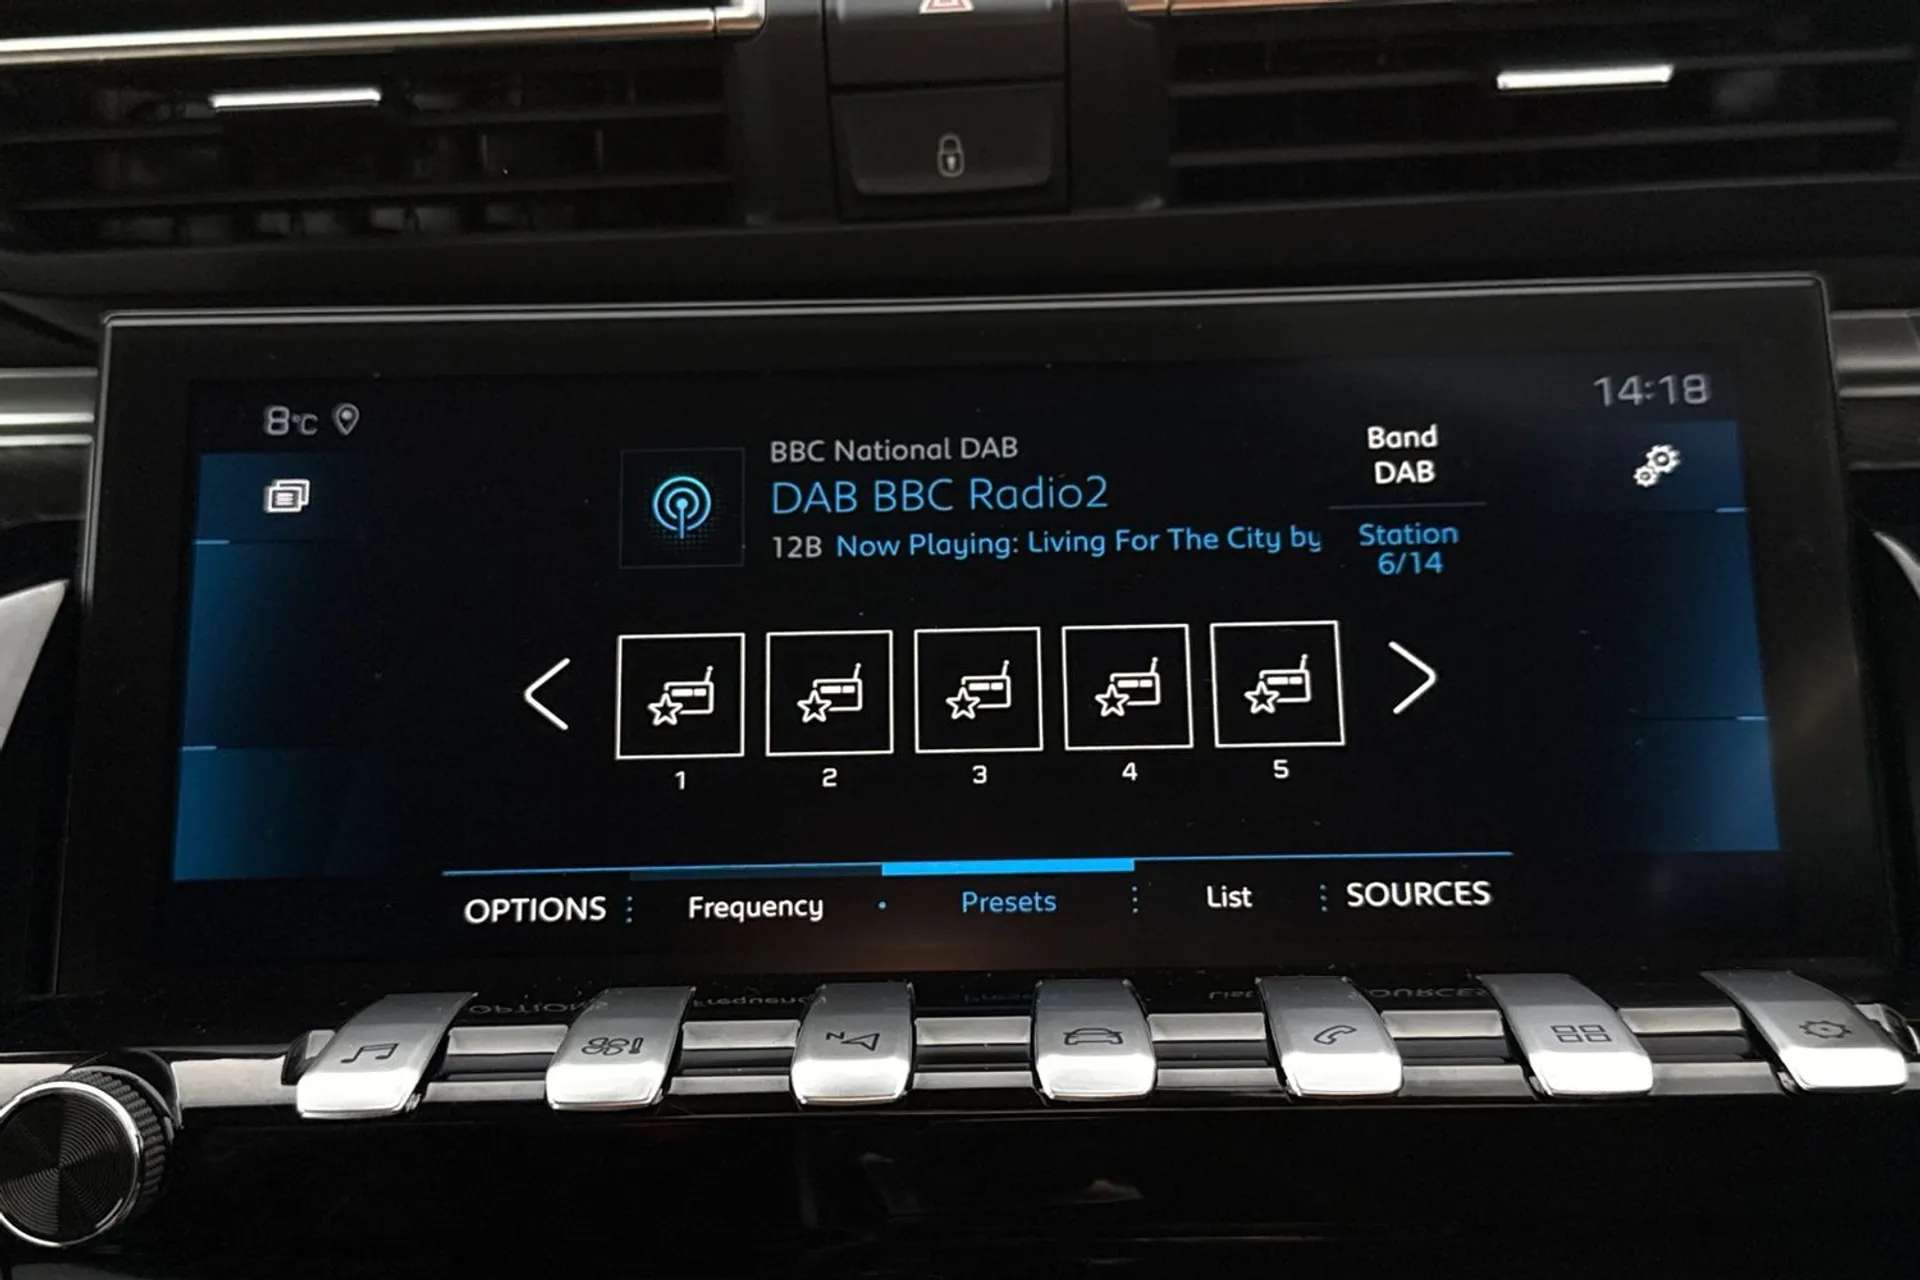 8°C
14:18
BBC National DAB
DAB BBC Radio2
12B Now Playing: Living For The City by
Band
DAB
Station
6/14
1 2 3 4 5
OPTIONS Frequency Presets List SOURCES
N